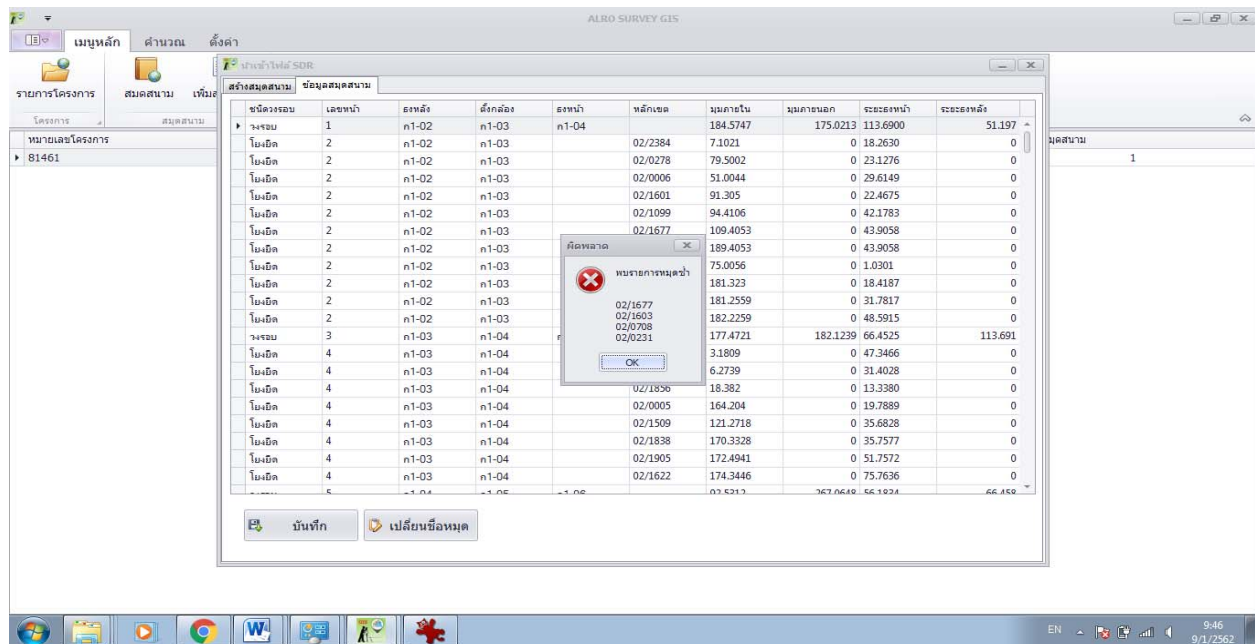 ALRO SURVEY GIS
เมนูหลัก คำนวณ ตั้งค่า
นำเข้าไฟล์ SDR
สร้างสมุดสนาม ข้อมูลสมุดสนาม
รายการโครงการ สมุดสนาม
โครงการ สมุดสนาม
หมายเลขโครงการ
81461
1
ชนิดวงรอบ เลขหน้า ธงหลัง ตั้งกล้อง ธงหน้า หลักเขต มุมภายใน มุมภายนอก ระยะธงหน้า ระยะธงหลัง
วงรอบ 1 ก1-02 ก1-03 ก1-04 184.5747 175.0213 113.6900 51.197
โยงยึด 2 ก1-02 ก1-03 02/2384 7.1021 0 18.2630 0
โยงยึด 2 ก1-02 ก1-03 02/0278 79.5002 0 23.1276 0
โยงยึด 2 ก1-02 ก1-03 02/0006 51.0044 0 29.6149 0
โยงยึด 2 ก1-02 ก1-03 02/1601 91.305 0 22.4675 0
โยงยึด 2 ก1-02 ก1-03 02/1099 94.4106 0 42.1783 0
โยงยึด 2 ก1-02 ก1-03 02/1677 109.4053 0 43.9058 0
โยงยึด 2 ก1-02 ก1-03 189.4053 0 43.9058 0
โยงยึด 2 ก1-02 ก1-03 75.0056 0 1.0301 0
โยงยึด 2 ก1-02 ก1-03 181.323 0 18.4187 0
โยงยึด 2 ก1-02 ก1-03 181.2559 0 31.7817 0
โยงยึด 2 ก1-02 ก1-03 182.2259 0 48.5915 0
วงรอบ 3 ก1-03 ก1-04 177.4721 182.1239 66.4525 113.691
โยงยึด 4 ก1-03 ก1-04 3.1809 0 47.3466 0
โยงยึด 4 ก1-03 ก1-04 6.2739 0 31.4028 0
โยงยึด 4 ก1-03 ก1-04 02/1856 18.382 0 13.3380 0
โยงยึด 4 ก1-03 ก1-04 02/0005 164.204 0 19.7889 0
โยงยึด 4 ก1-03 ก1-04 02/1509 121.2718 0 35.6828 0
โยงยึด 4 ก1-03 ก1-04 02/1838 170.3328 0 35.7577 0
โยงยึด 4 ก1-03 ก1-04 02/1905 172.4941 0 51.7572 0
โยงยึด 4 ก1-03 ก1-04 02/1622 174.3446 0 75.7636 0
วงรอบ 5 ก1-04 ก1-05 ก1-06 92.5312 267.0648 56.1834 66.458
ผิดพลาด
พบรายการหมุดซ้ำ
02/1677
02/1603
02/0708
02/0231
OK
บันทึก เปลี่ยนชื่อหมุด
EN 9:46
9/1/2562